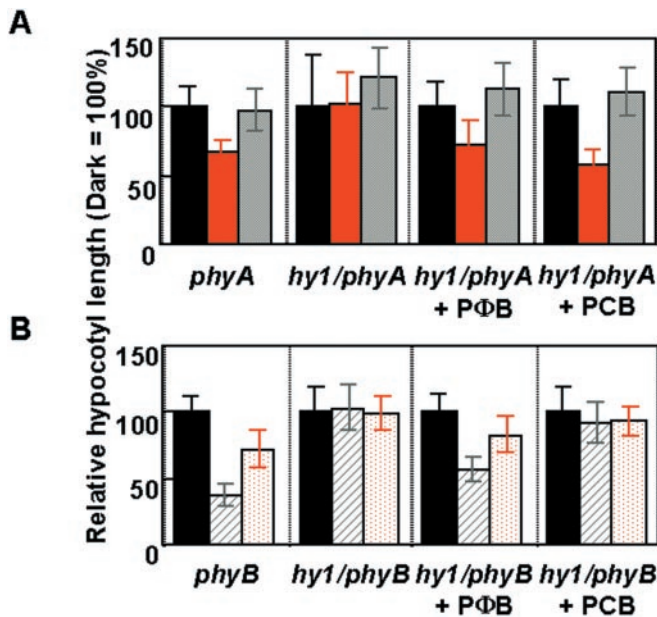 A
Relative hypocotyl length (Dark = 100%)
150
100
50
0
phyA
hy1/phyA
hy1/phyA
+ PΦB
hy1/phyA
+ PCB
B
150
100
50
0
phyB
hy1/phyB
hy1/phyB
+ PΦB
hy1/phyB
+ PCB